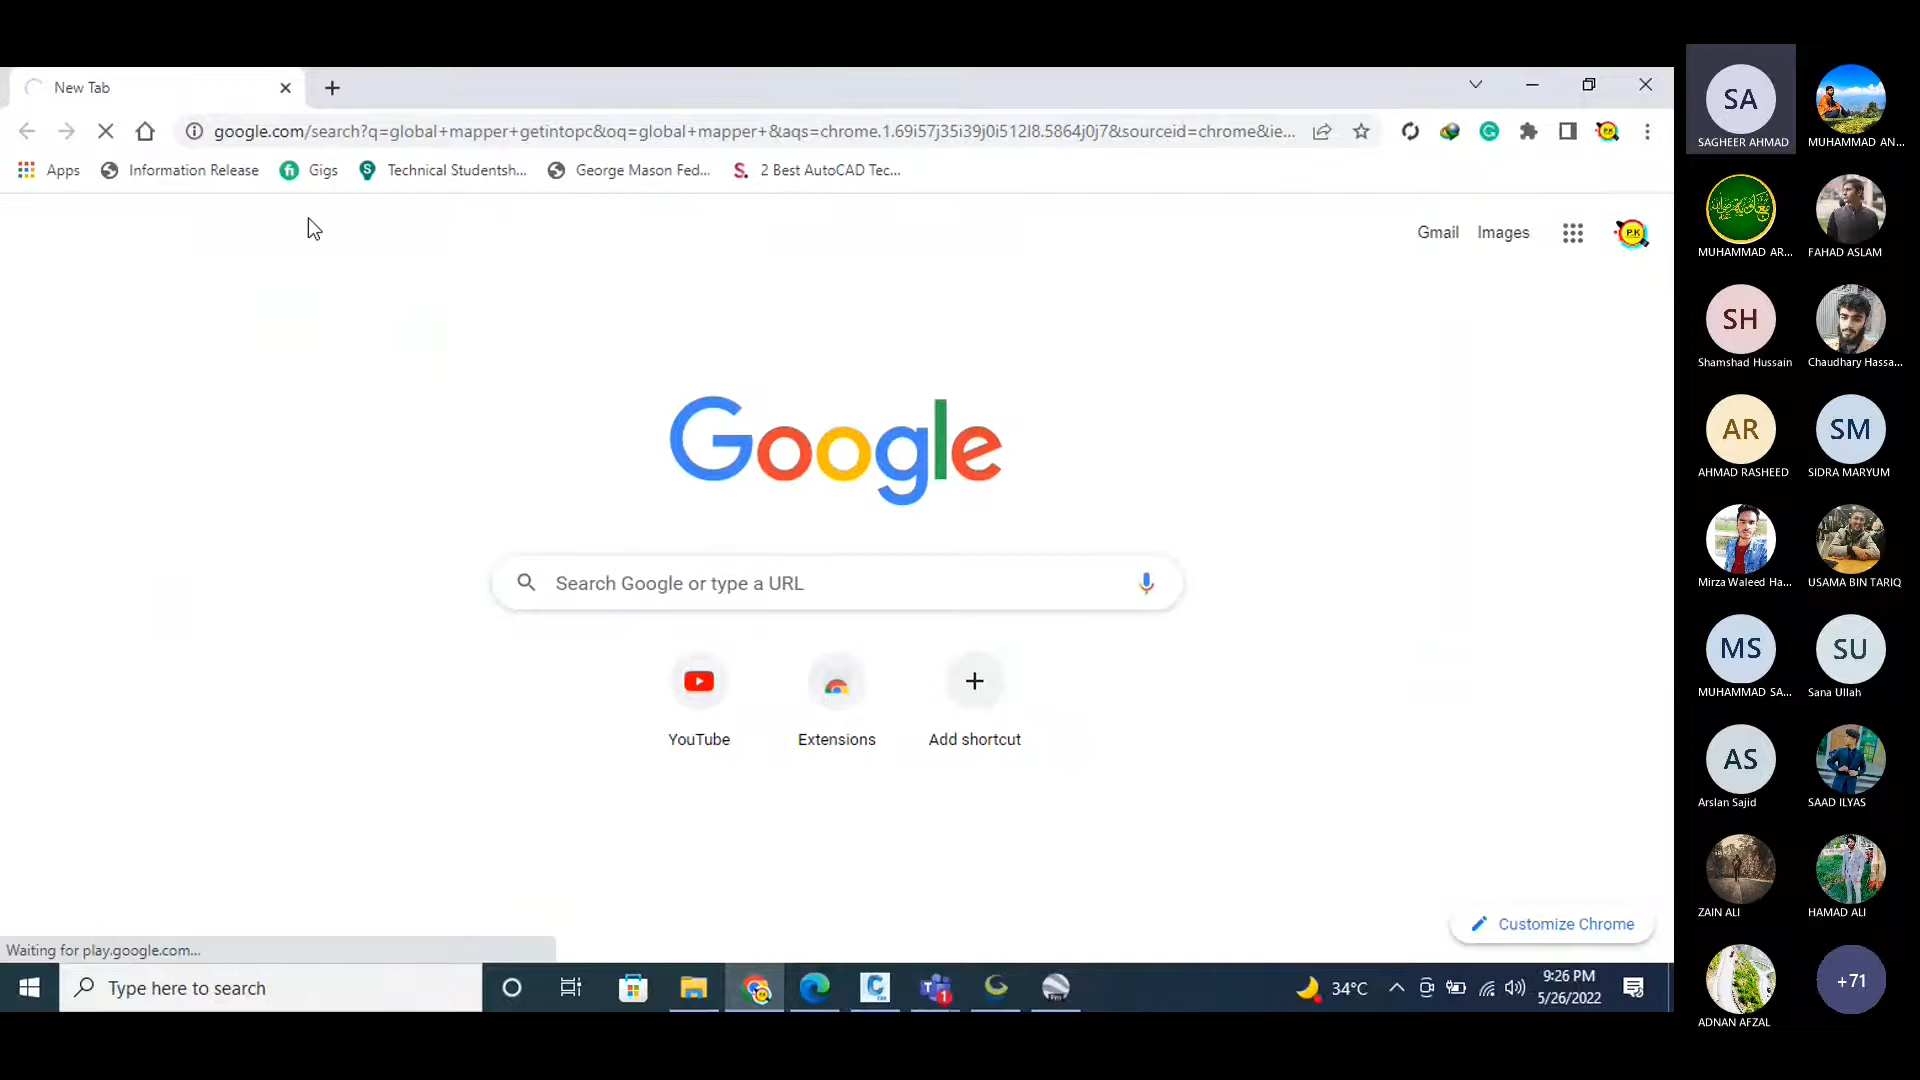 New Tab
google.com/search?q=global+mapper+getintopc&oq=global+mapper+&aqs=chrome.1.69i57j35i39j0i512l8.5864j0j7&sourceid=chrome&ie...
Apps Information Release Gigs Technical Studentsh... George Mason Fed... 2 Best AutoCAD Tec...
Gmail Images
Google
Search Google or type a URL
YouTube Extensions Add shortcut
Customize Chrome
Waiting for play.google.com...
Type here to search
1
34°C
9:26 PM
5/26/2022
SA
SAGHEER AHMAD
MUHAMMAD AN...
MUHAMMAD AR...
FAHAD ASLAM
SH
Shamshad Hussain
Chaudhary Hassa...
AR
AHMAD RASHEED
SM
SIDRA MARYUM
Mirza Waleed Ha...
USAMA BIN TARIQ
MS
MUHAMMAD SA...
SU
Sana Ullah
AS
Arslan Sajid
SAAD ILYAS
ZAIN ALI
HAMAD ALI
ADNAN AFZAL
+71